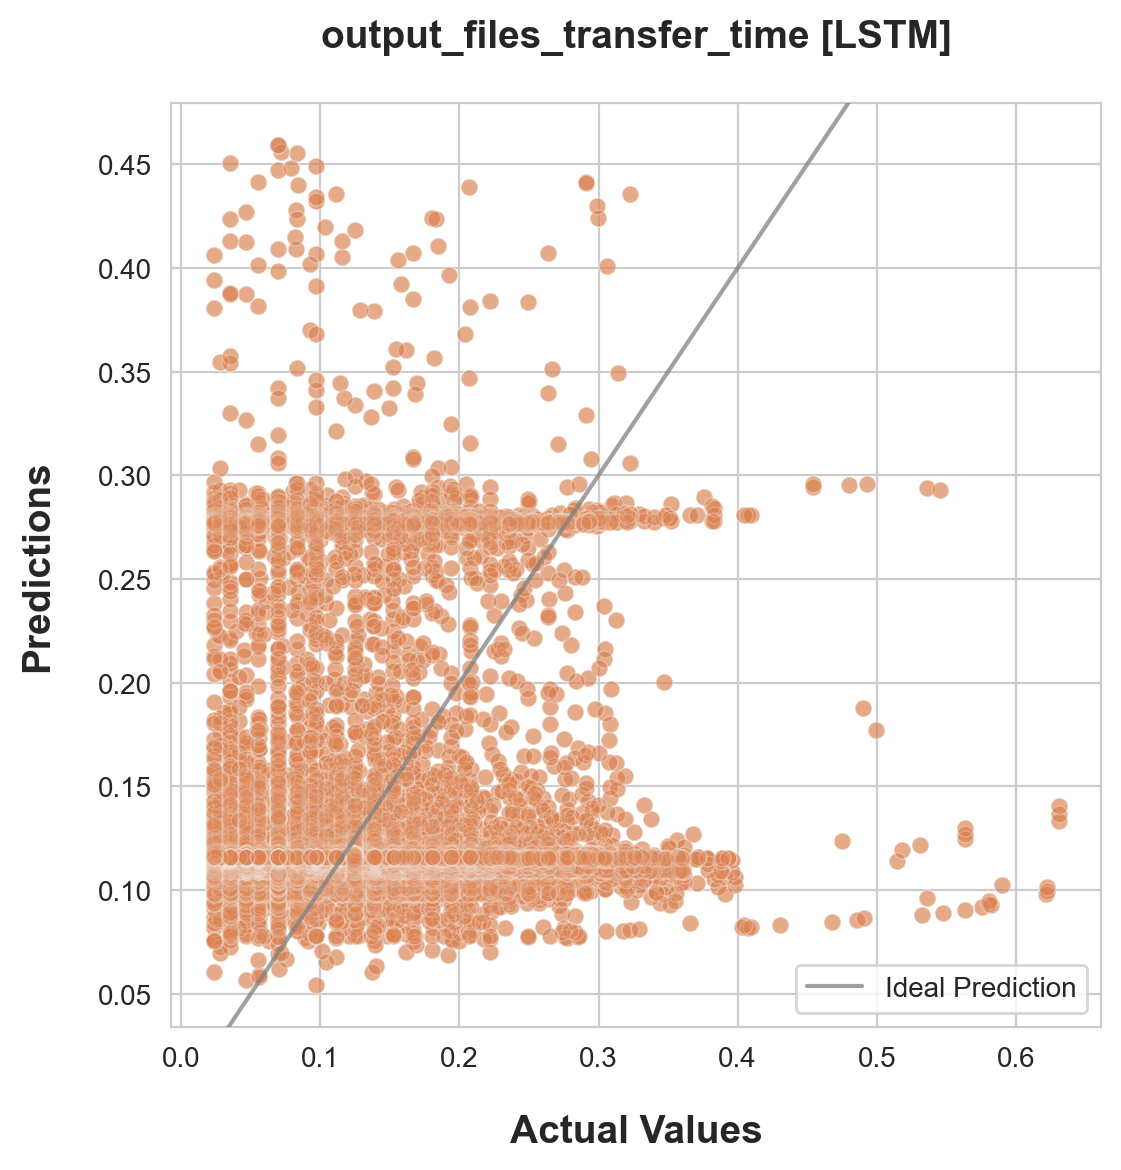 output_files_transfer_time [LSTM]
0.45
0.40
0.35
0.30
0.25
0.20
0.15
0.10
0.05
Predictions
Ideal Prediction
0.0 0.1 0.2 0.3 0.4 0.5 0.6
Actual Values